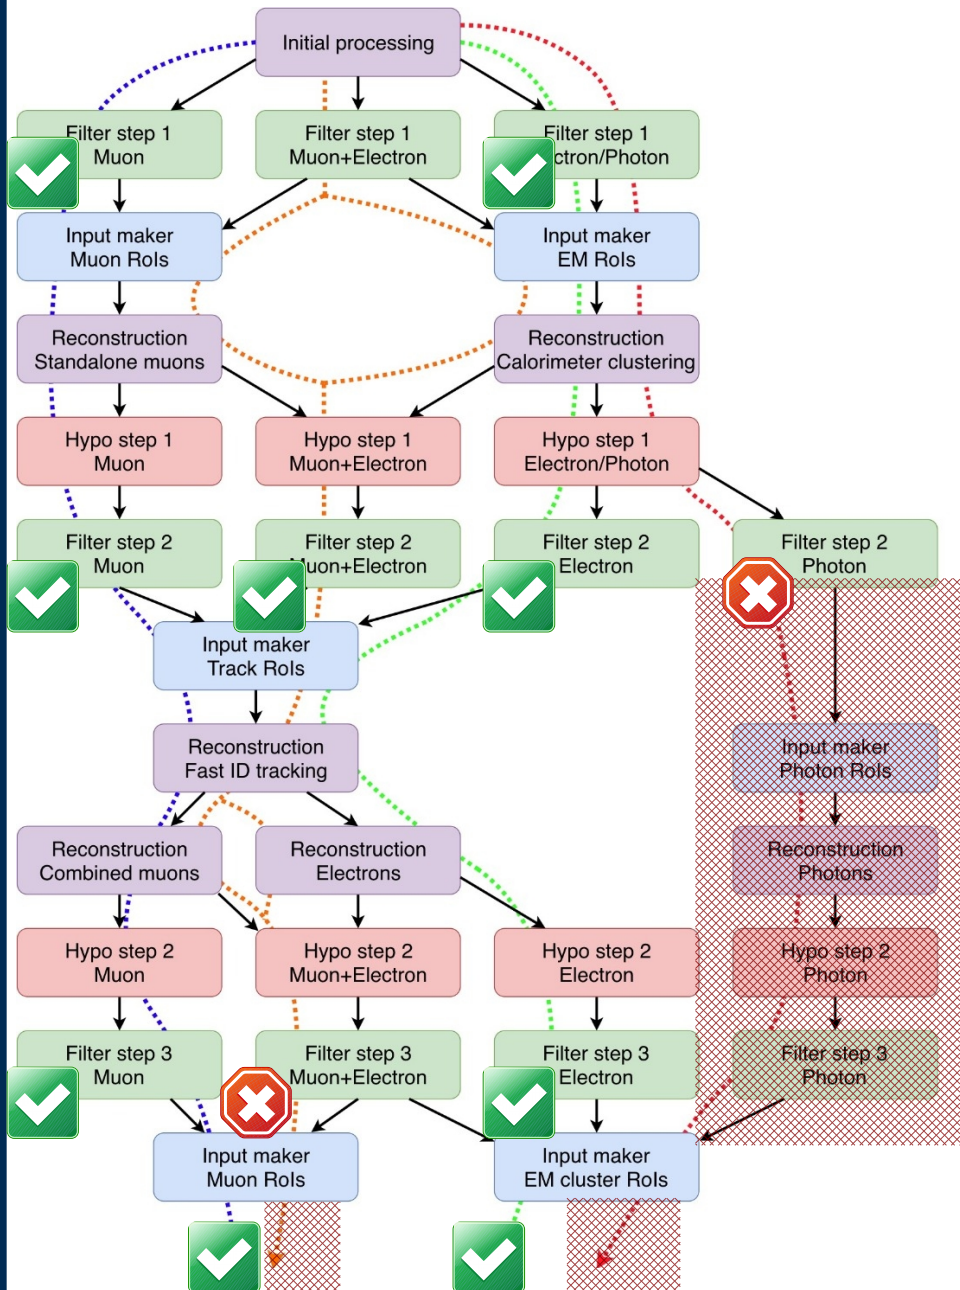 Initial processing
Filter step 1
Muon
Filter step 1
Muon+Electron
Filter step 1
ctron/Photon
Input maker
Muon RoIs
Input maker
EM RoIs
Reconstruction
Standalone muons
Reconstruction
Calorimeter clustering
Hypo step 1
Muon
Hypo step 1
Muon+Electron
Hypo step 1
Electron/Photon
Filter step 2
Muon
Filter step 2
Muon+Electron
Filter step 2
Electron
Filter step 2
Photon
Input maker
Track RoIs
Reconstruction
Fast ID tracking
Input maker
Photon RoIs
Reconstruction
Combined muons
Reconstruction
Electrons
Reconstruction
Photons
Hypo step 2
Muon
Hypo step 2
Muon+Electron
Hypo step 2
Electron
Hypo step 2
Photon
Filter step 3
Muon
Filter step 3
Muon+Electron
Filter step 3
Electron
Filter step 3
Photon
Input maker
Muon RoIs
Input maker
EM cluster RoIs